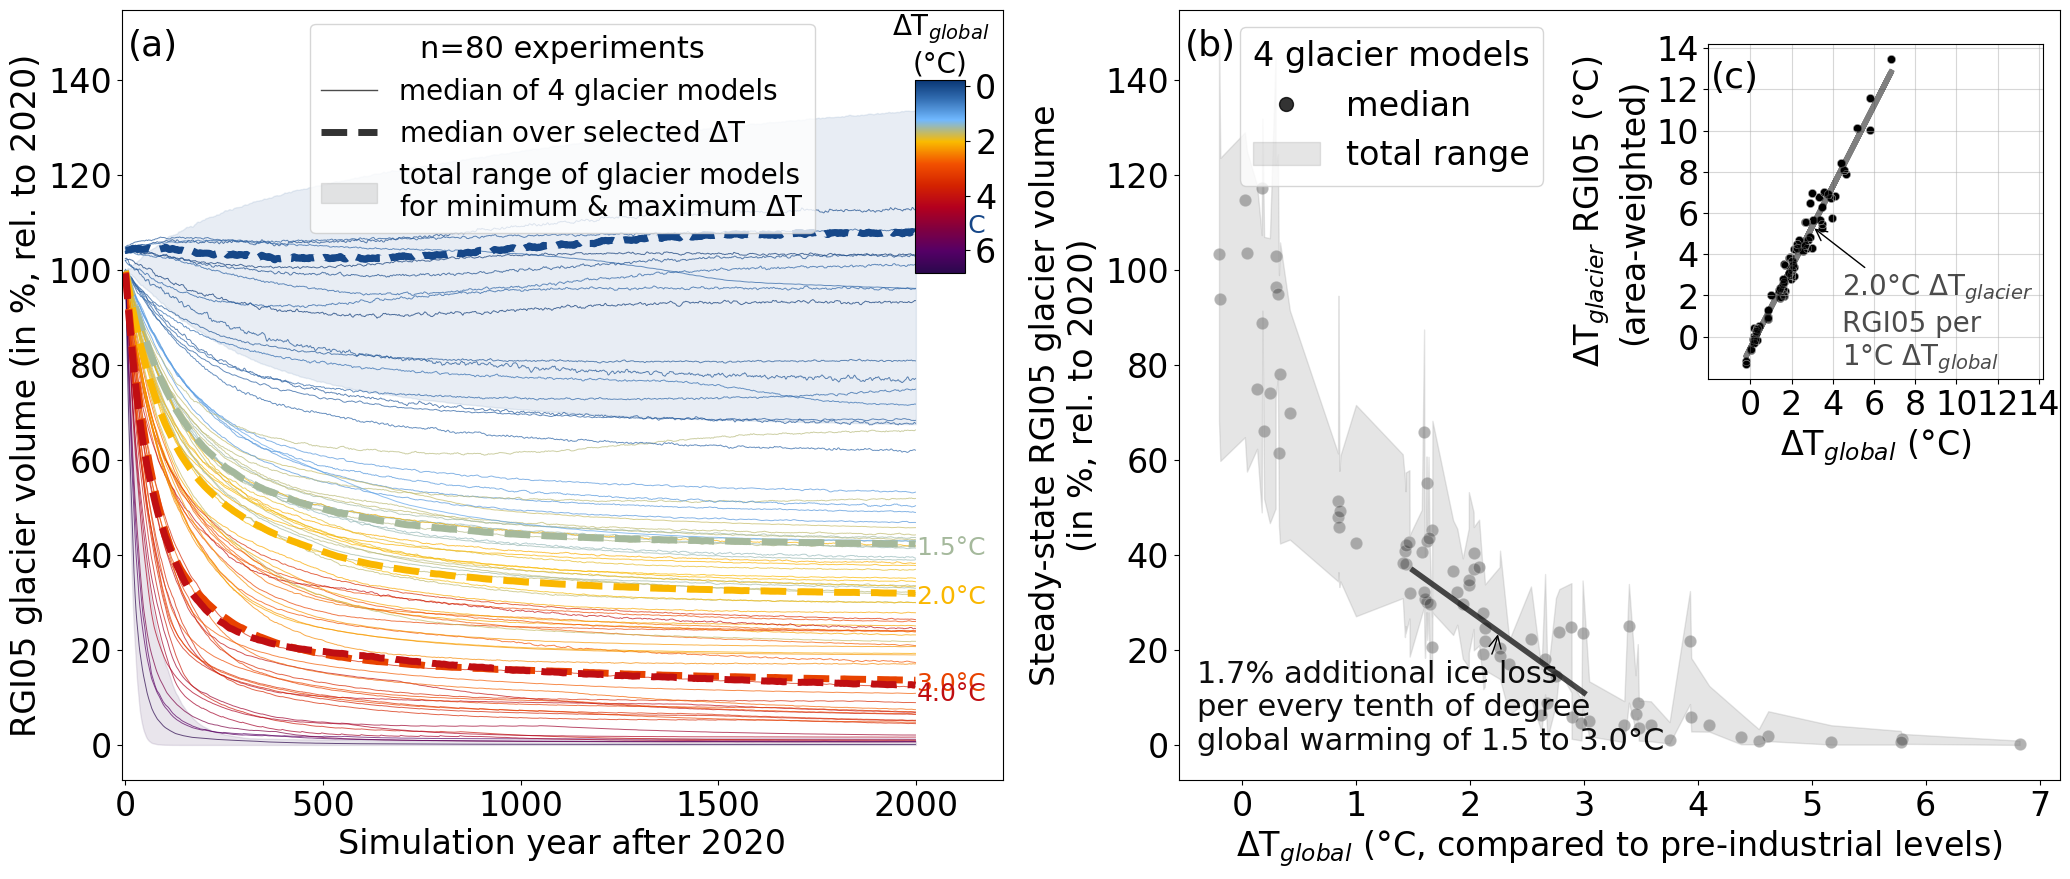 (a)
n=80 experiments
median of 4 glacier models
median over selected ΔT
total range of glacier models
for minimum & maximum ΔT
ΔTglobal
(°C)
0
2
4
6
C
140
120
100
80
60
40
20
0
RGI05 glacier volume (in %, rel. to 2020)
1.5°C
2.0°C
3.0°C
4.0°C
0
500
1000
1500
2000
Simulation year after 2020
(b)
4 glacier models
median
total range
140
120
100
80
60
40
20
0
Steady-state RGI05 glacier volume
(in %, rel. to 2020)
1.7% additional ice loss
per every tenth of degree
global warming of 1.5 to 3.0°C
0
1
2
3
4
5
6
7
ΔTglobal (°C, compared to pre-industrial levels)
(c)
14
12
10
8
6
4
2
0
ΔTglacier RGI05 (°C)
(area-weighted)
2.0°C ΔTglacier
RGI05 per
1°C ΔTglobal
0 2 4 6 8 10 12 14
ΔTglobal (°C)